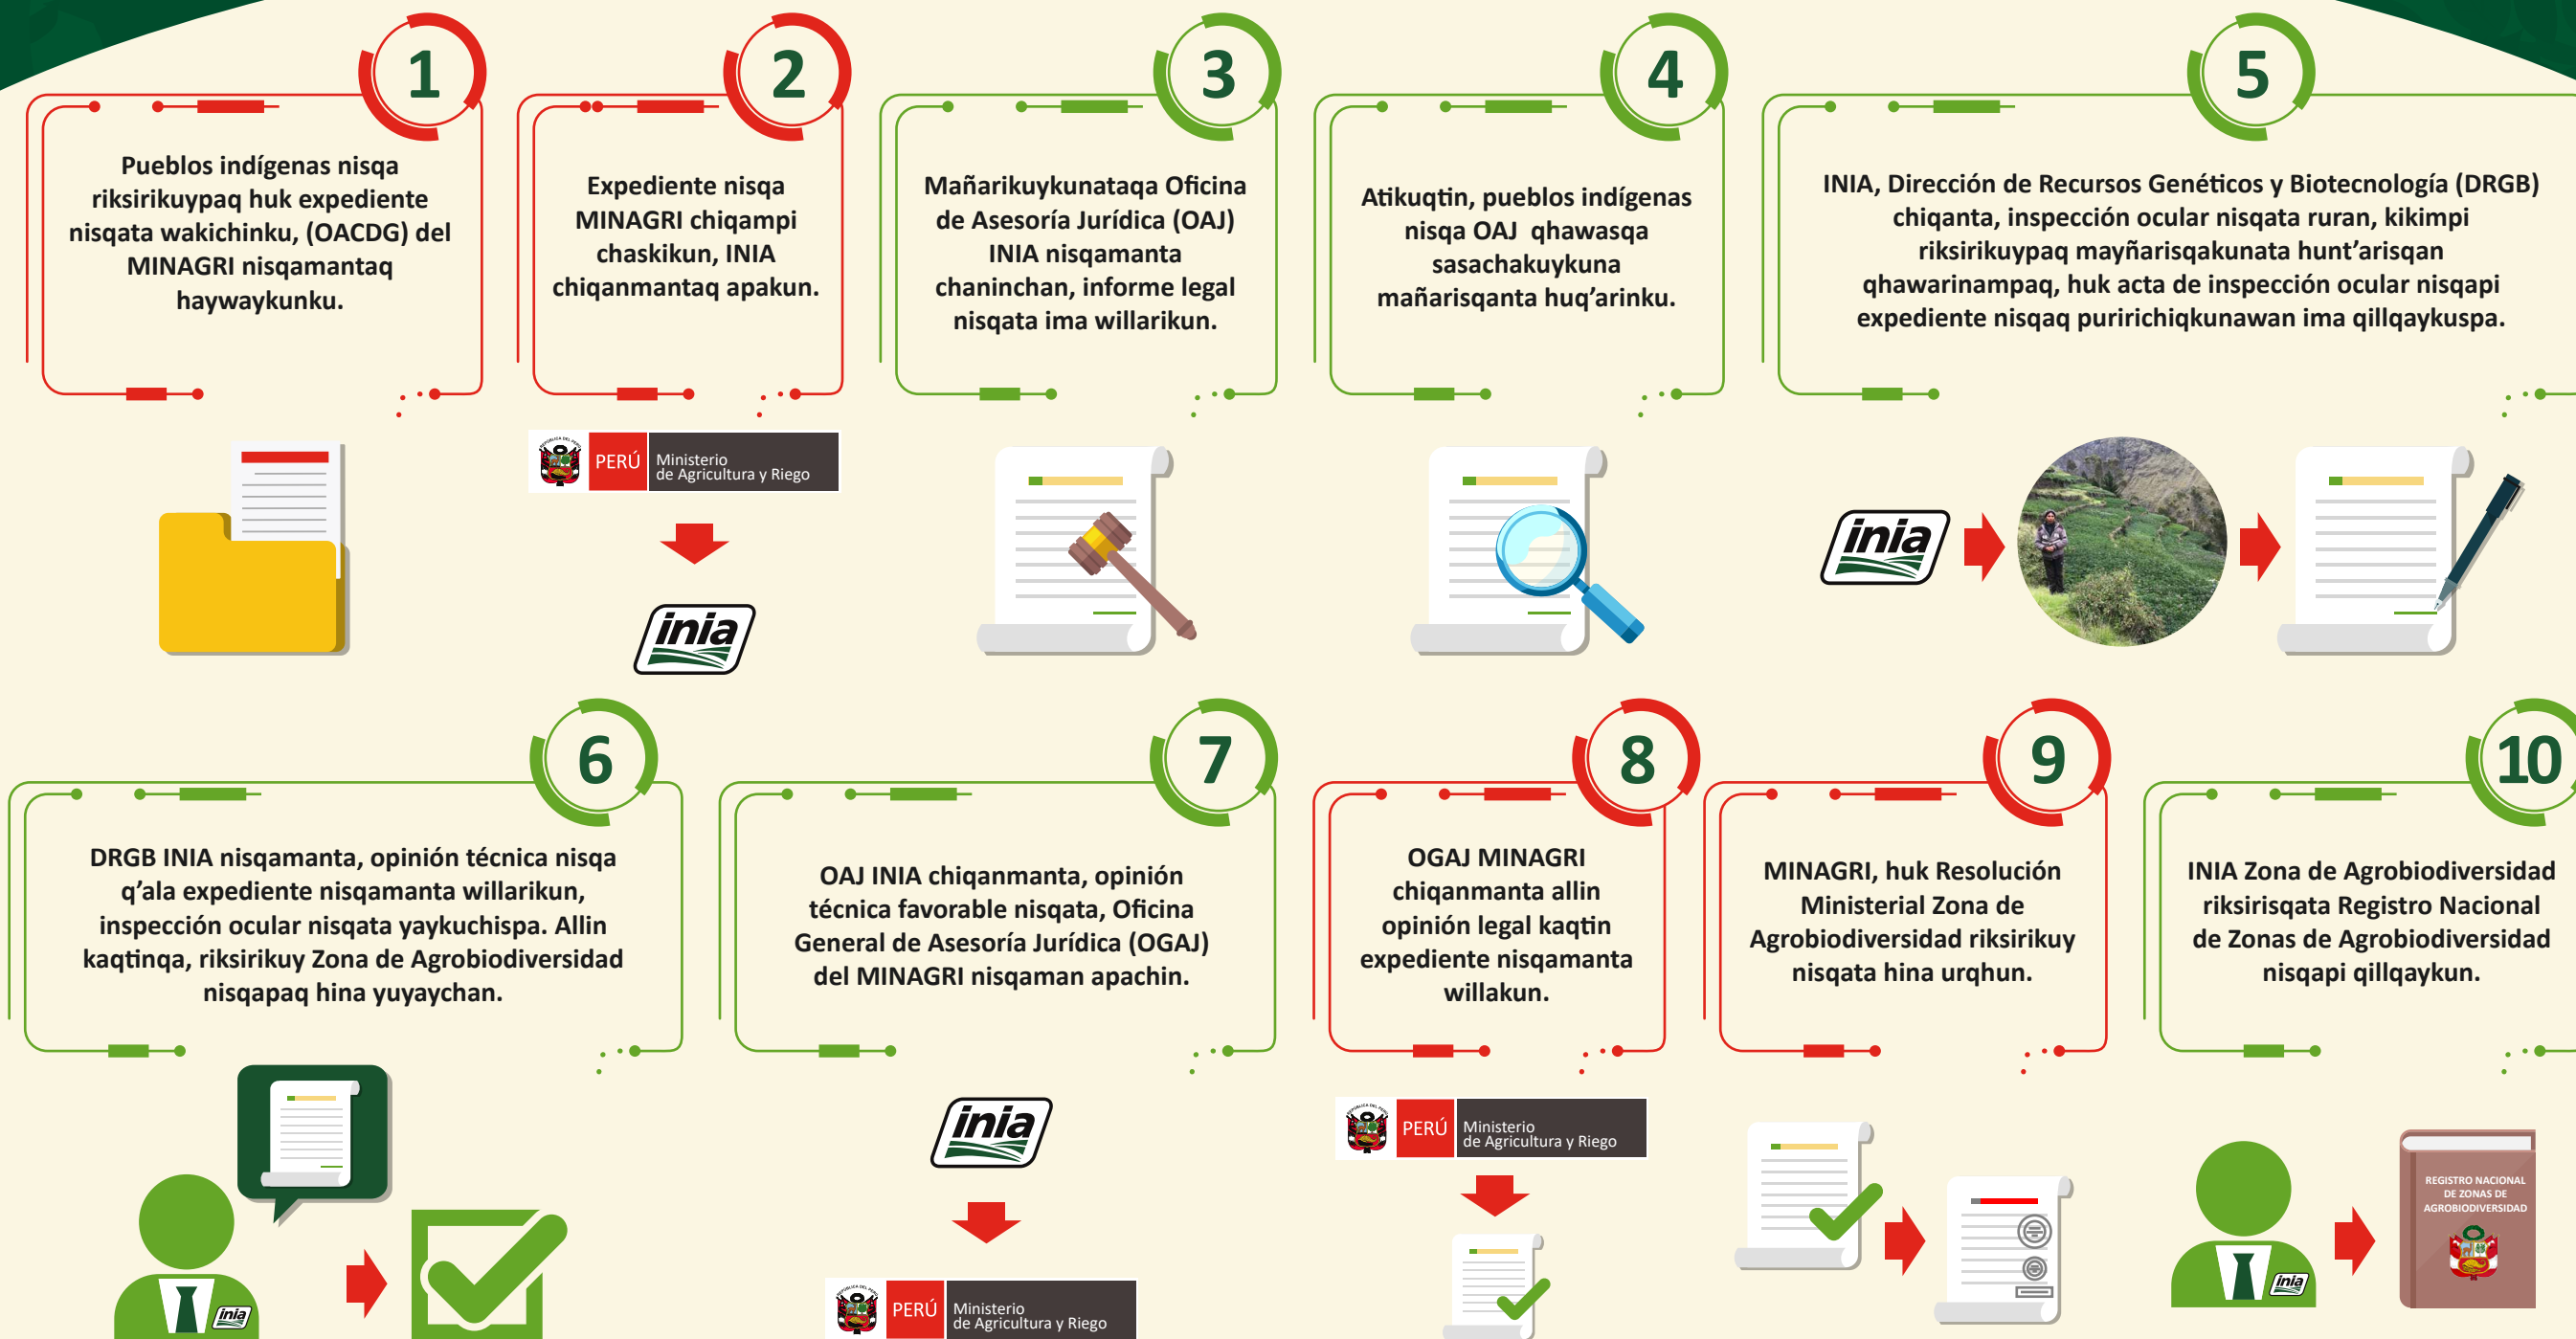 1
Pueblos indígenas nisqa
riksirikuypaq huk expediente
nisqata wakichinku, (OACDG) del
MINAGRI nisqamantaq
haywaykunku.
2
Expediente nisqa
MINAGRI chiqampi
chaskikun, INIA
chiqanmantaq apakun.
REPÚBLICA DEL PERÚ
PERÚ
Ministerio
de Agricultura y Riego
inia
3
Mañarikuykunataqa Oficina
de Asesoría Jurídica (OAJ)
INIA nisqamanta
chaninchan, informe legal
nisqata ima willarikun.
4
Atikuqtin, pueblos indígenas
nisqa OAJ qhawasqa
sasachakuykuna
mañarisqanta huq'arinku.
5
INIA, Dirección de Recursos Genéticos y Biotecnología (DRGB)
chiqanta, inspección ocular nisqata ruran, kikimpi
riksirikuypaq mayñarisqakunata hunt'arisqan
qhawarinampaq, huk acta de inspección ocular nisqapi
expediente nisqaq puririchiqkunawan ima qillqaykuspa.
inia
6
DRGB INIA nisqamanta, opinión técnica nisqa
q'ala expediente nisqamanta willarikun,
inspección ocular nisqata yaykuchispa. Allin
kaqtinqa, riksirikuy Zona de Agrobiodiversidad
nisqapaq hina yuyaychan.
inia
7
OAJ INIA chiqanmanta, opinión
técnica favorable nisqata, Oficina
General de Asesoría Jurídica (OGAJ)
del MINAGRI nisqaman apachin.
inia
REPÚBLICA DEL PERÚ
PERÚ
Ministerio
de Agricultura y Riego
8
OGAJ MINAGRI
chiqanmanta allin
opinión legal kaqtin
expediente nisqamanta
willakun.
REPÚBLICA DEL PERÚ
PERÚ
Ministerio
de Agricultura y Riego
9
MINAGRI, huk Resolución
Ministerial Zona de
Agrobiodiversidad riksirikuy
nisqata hina urqhun.
10
INIA Zona de Agrobiodiversidad
riksirisqata Registro Nacional
de Zonas de Agrobiodiversidad
nisqapi qillqaykun.
inia
REGISTRO NACIONAL
DE ZONAS DE
AGROBIODIVERSIDAD